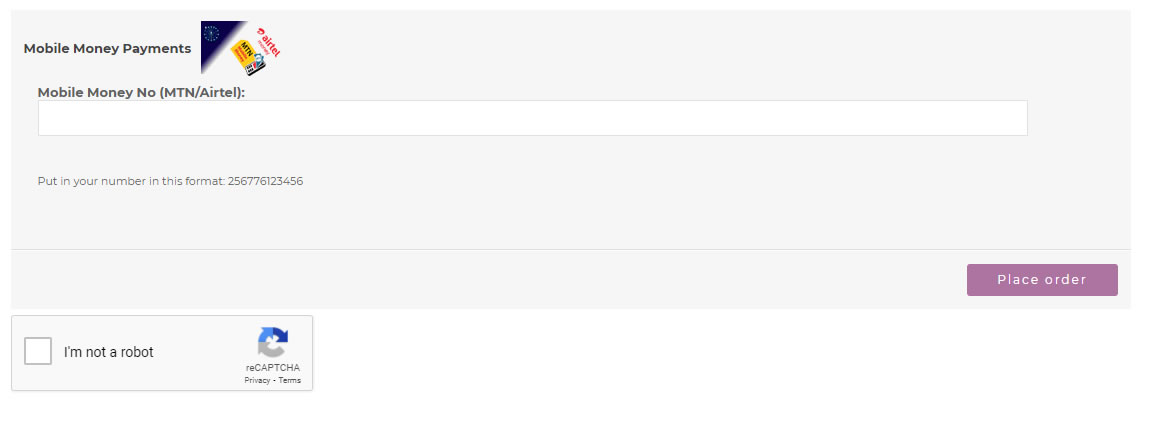 Mobile Money Payments
MTN
airtel
money
Mobile Money No (MTN/Airtel):
Put in your number in this format: 256776123456
Place order
I'm not a robot
reCAPTCHA
Privacy - Terms